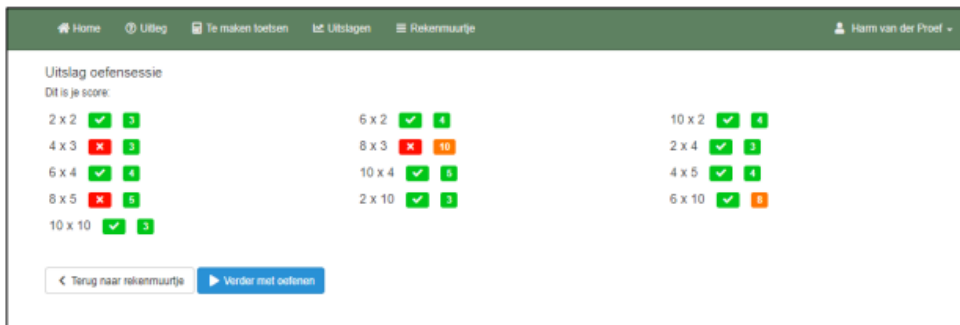 Home Uitleg Te maken toetsen Uitslagen Rekenmuurtje Harm van der Proef
Uitslag oefensessie
Dit is je score:
2 x 2 3 6 x 2 4 10 x 2 4
4 x 3 3 8 x 3 10 2 x 4 3
6 x 4 4 10 x 4 5 4 x 5 4
8 x 5 5 2 x 10 3 6 x 10 8
10 x 10 3
Terug naar rekenmuurtje Verder met oefenen